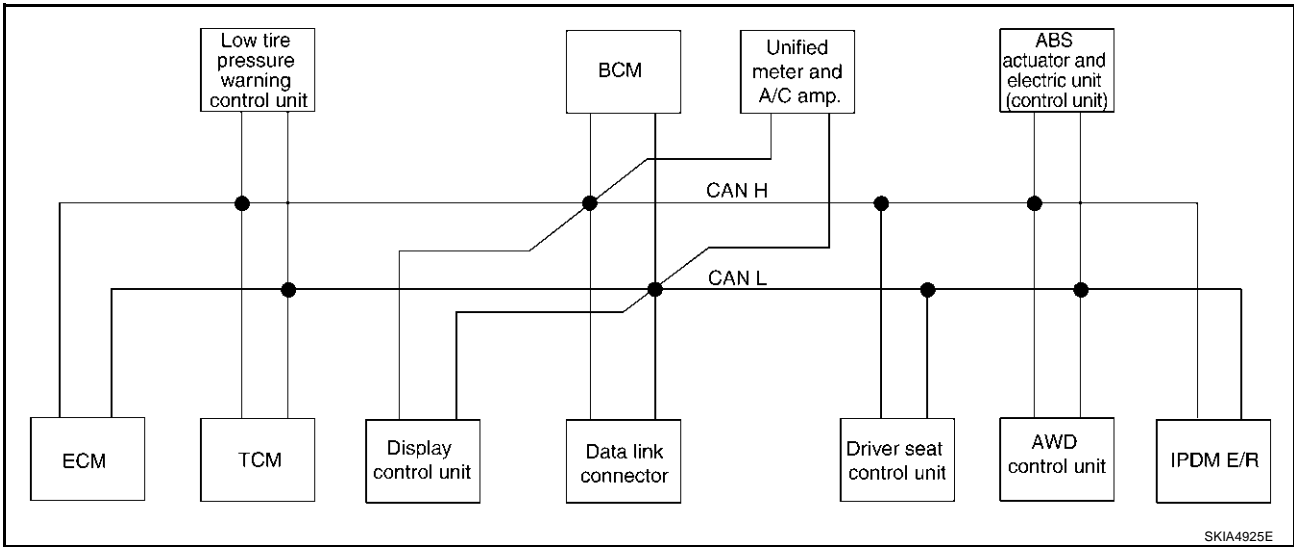 Low tire
pressure
warning
control unit
BCM
Unified
meter and
A/C amp.
ABS
actuator and
electric unit
(control unit)
CAN H
CAN L
ECM
TCM
Display
control unit
Data link
connector
Driver seat
control unit
AWD
control unit
IPDM E/R
SKIA4925E